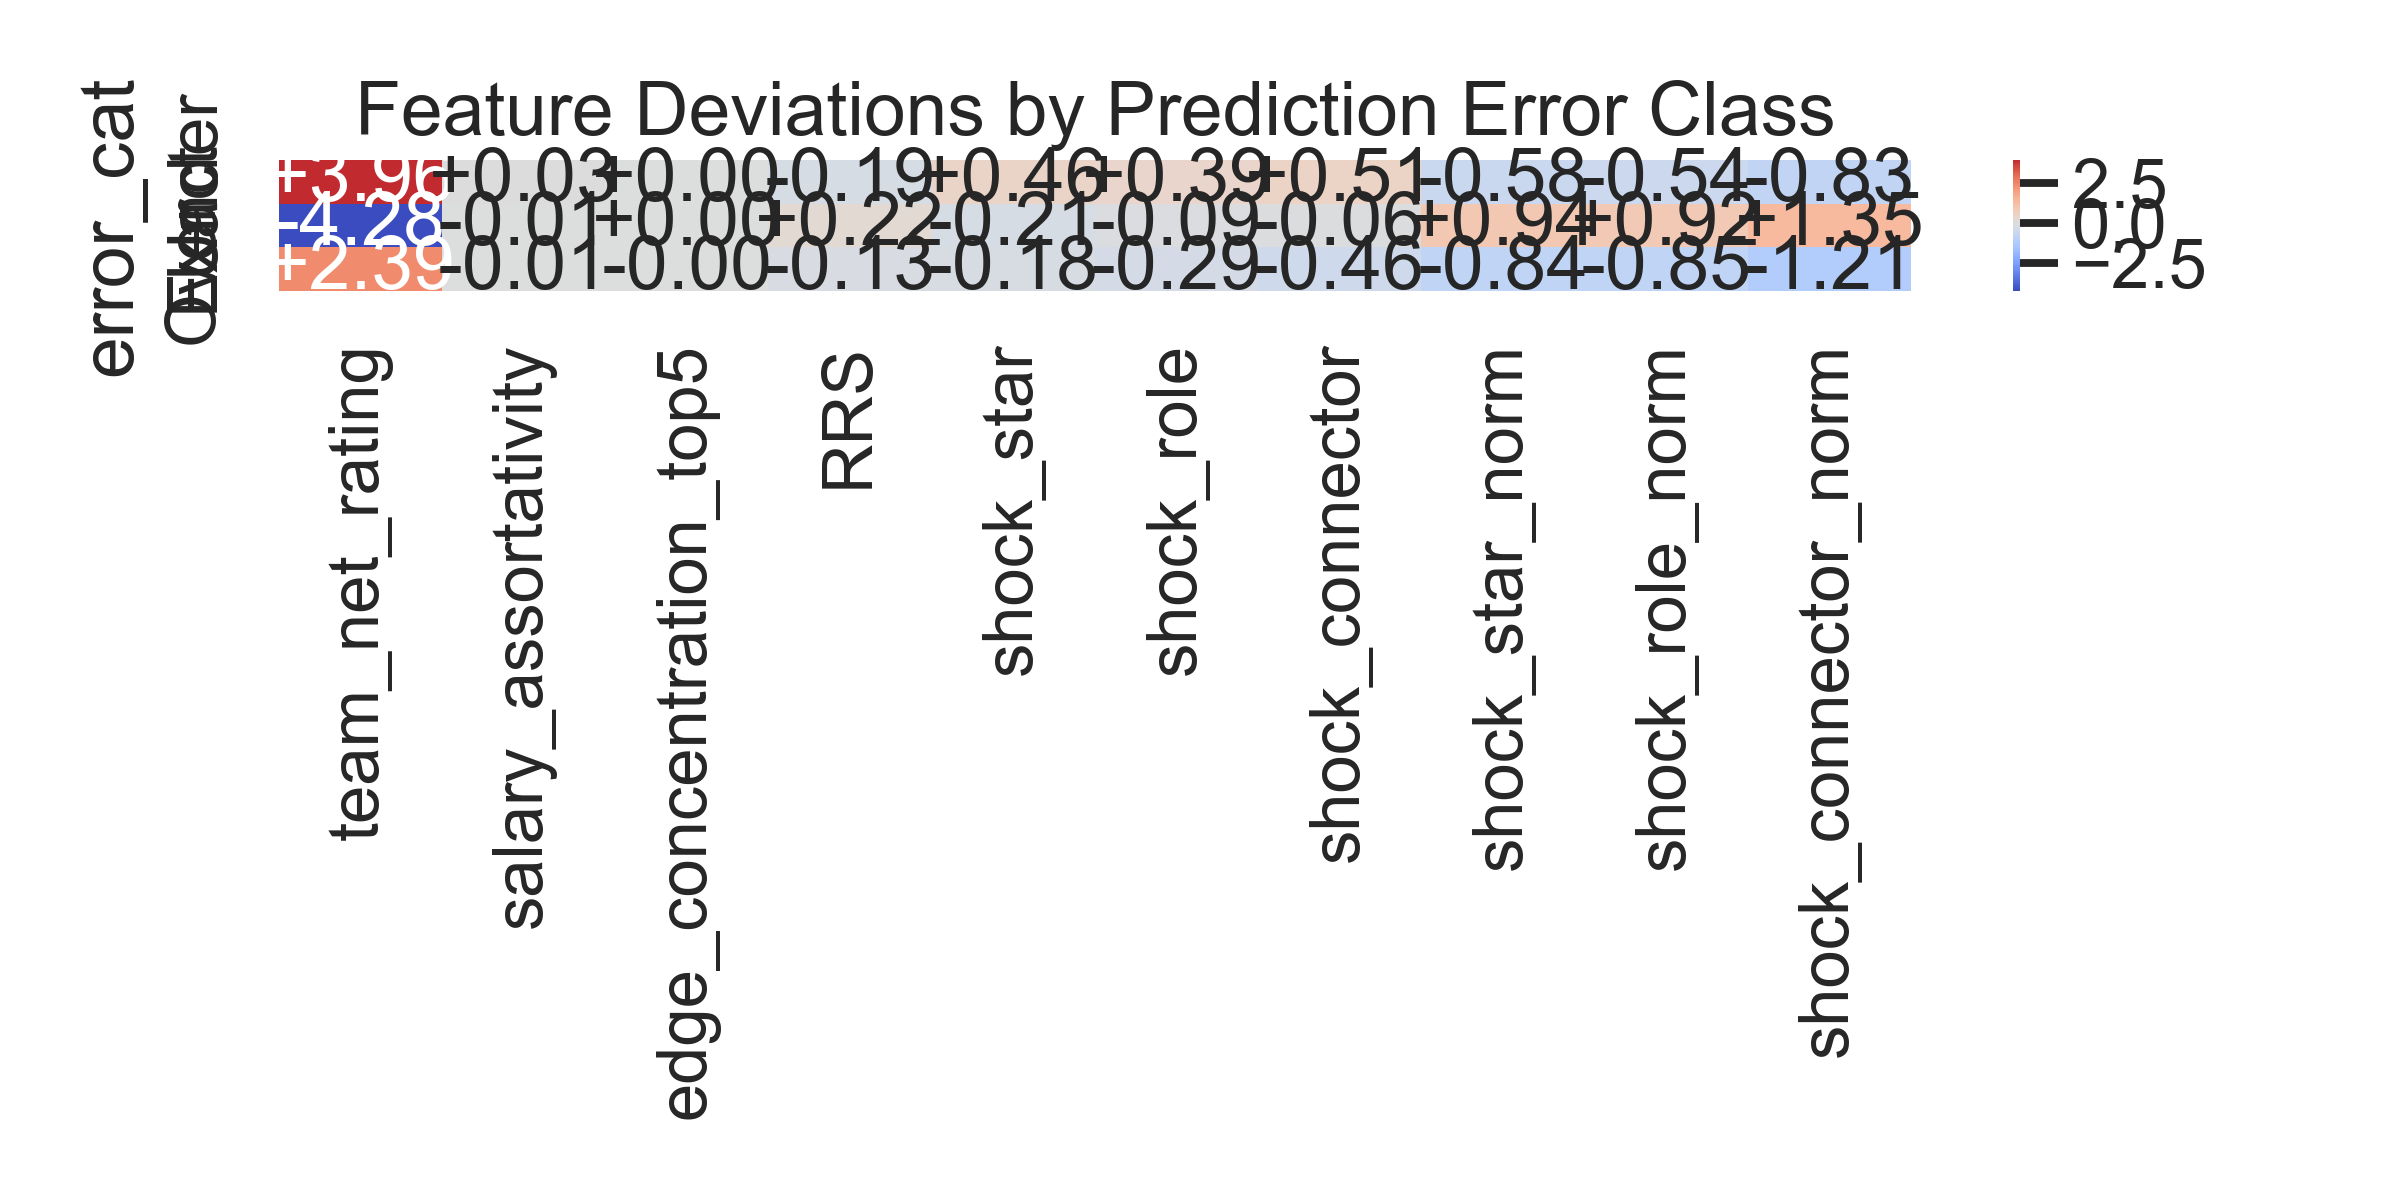 Feature Deviations by Prediction Error Class
error_cat
+3.96 +0.03 +0.00 -0.19 +0.46 +0.39 +0.51 -0.58 -0.54 -0.83
-4.28 -0.01 +0.00 +0.22 -0.21 -0.09 -0.06 +0.94 +0.92 +1.35
+2.39 -0.01 -0.00 -0.13 -0.18 -0.29 -0.46 -0.84 -0.85 -1.21
2.5
0.0
−2.5
team_net_rating
salary_assortativity
edge_concentration_top5
RRS
shock_star
shock_role
shock_connector
shock_star_norm
shock_role_norm
shock_connector_norm